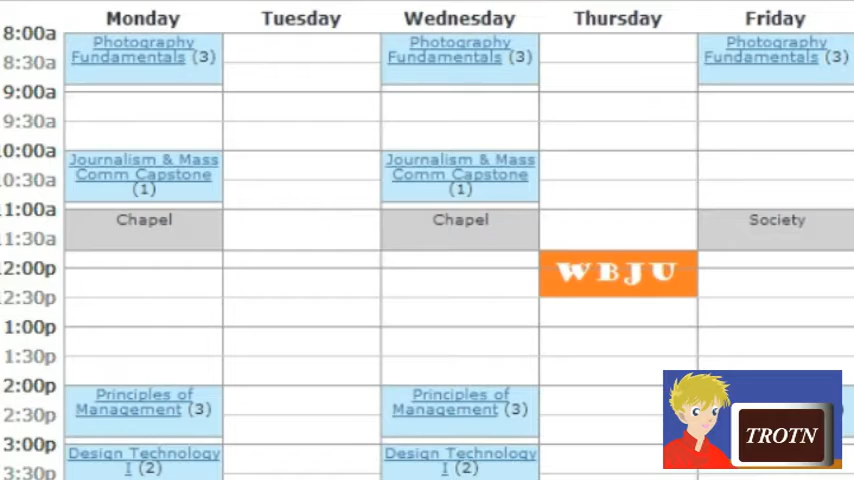 Monday Tuesday Wednesday Thursday Friday
8:00a
Photography Photography Photography
8:30a Fundamentals (3) Fundamentals (3) Fundamentals (3)
9:00a
9:30a
10:00a
Journalism & Mass Journalism & Mass
10:30a Comm Capstone Comm Capstone
(1) (1)
11:00a
Chapel Chapel Society
11:30a
12:00p WBJU
12:30p
1:00p
1:30p
2:00p
Principles of Principles of
2:30p Management (3) Management (3)
TROTN
3:00p
Design Technology Design Technology
3:30p I (2) I (2)